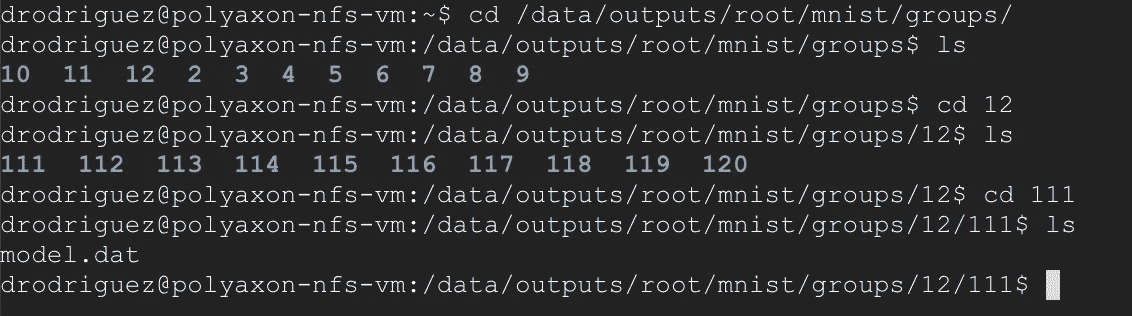 drodriguez@polyaxon-nfs-vm:~$ cd /data/outputs/root/mnist/groups/
drodriguez@polyaxon-nfs-vm:/data/outputs/root/mnist/groups$ ls
10  11  12  2  3  4  5  6  7  8  9
drodriguez@polyaxon-nfs-vm:/data/outputs/root/mnist/groups$ cd 12
drodriguez@polyaxon-nfs-vm:/data/outputs/root/mnist/groups/12$ ls
111  112  113  114  115  116  117  118  119  120
drodriguez@polyaxon-nfs-vm:/data/outputs/root/mnist/groups/12$ cd 111
drodriguez@polyaxon-nfs-vm:/data/outputs/root/mnist/groups/12/111$ ls
model.dat
drodriguez@polyaxon-nfs-vm:/data/outputs/root/mnist/groups/12/111$